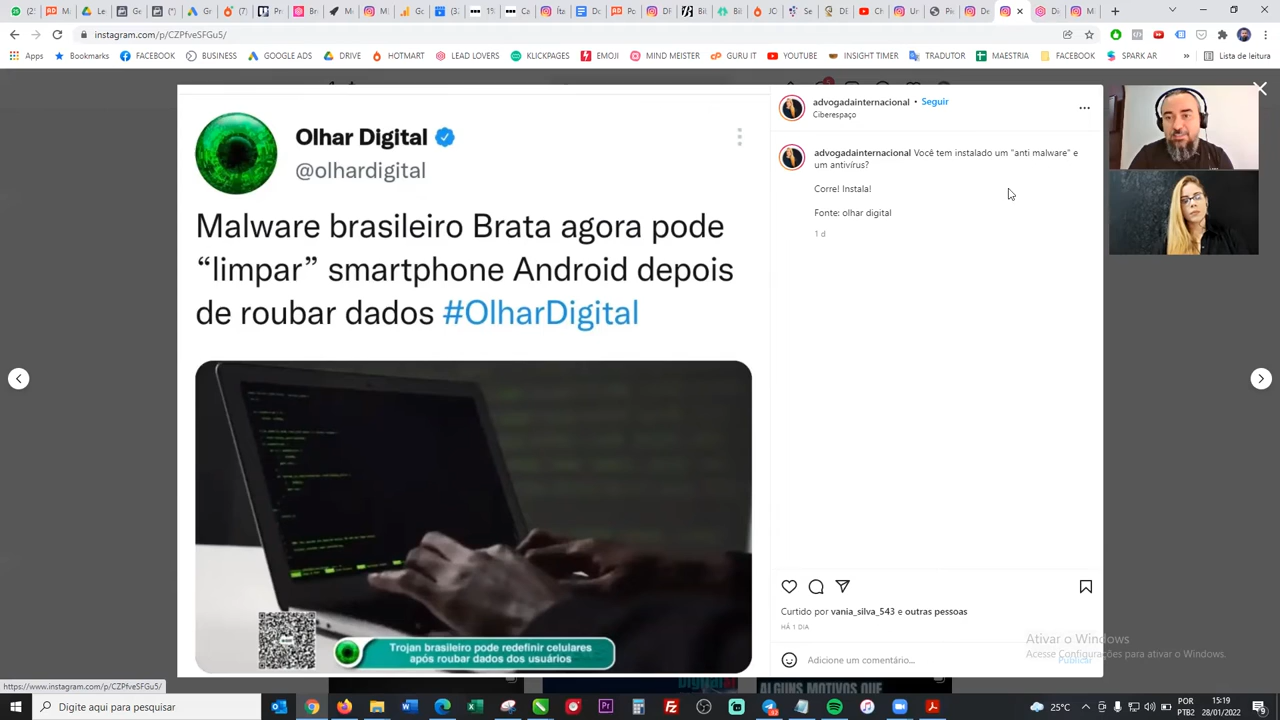 instagram.com/p/CZPfveSFGu5/
Apps
Bookmarks
FACEBOOK
BUSINESS
GOOGLE ADS
DRIVE
HOTMART
LEAD LOVERS
KLICKPAGES
EMOJI
MIND MEISTER
GURU IT
YOUTUBE
INSIGHT TIMER
TRADUTOR
MAESTRIA
FACEBOOK
SPARK AR
»
Lista de leitura
Olhar Digital
@olhardigital
Malware brasileiro Brata agora pode
“limpar” smartphone Android depois
de roubar dados #OlharDigital
Trojan brasileiro pode redefinir celulares
após roubar dados dos usuários
advogadainternacional • Seguir
Ciberespaço
advogadainternacional Você tem instalado um "anti malware" e
um antivírus?
Corre! Instala!
Fonte: olhar digital
1 d
Curtido por vania_silva_543 e outras pessoas
HÁ 1 DIA
Adicione um comentário...
Publicar
Ativar o Windows
Acesse Configurações para ativar o Windows.
ALGUNS MOTIVOS QUE
https://www.instagram.com/p/CZPfveSFGu5/
Digite aqui para pesquisar
25°C
POR
PTB2
15:19
28/01/2022